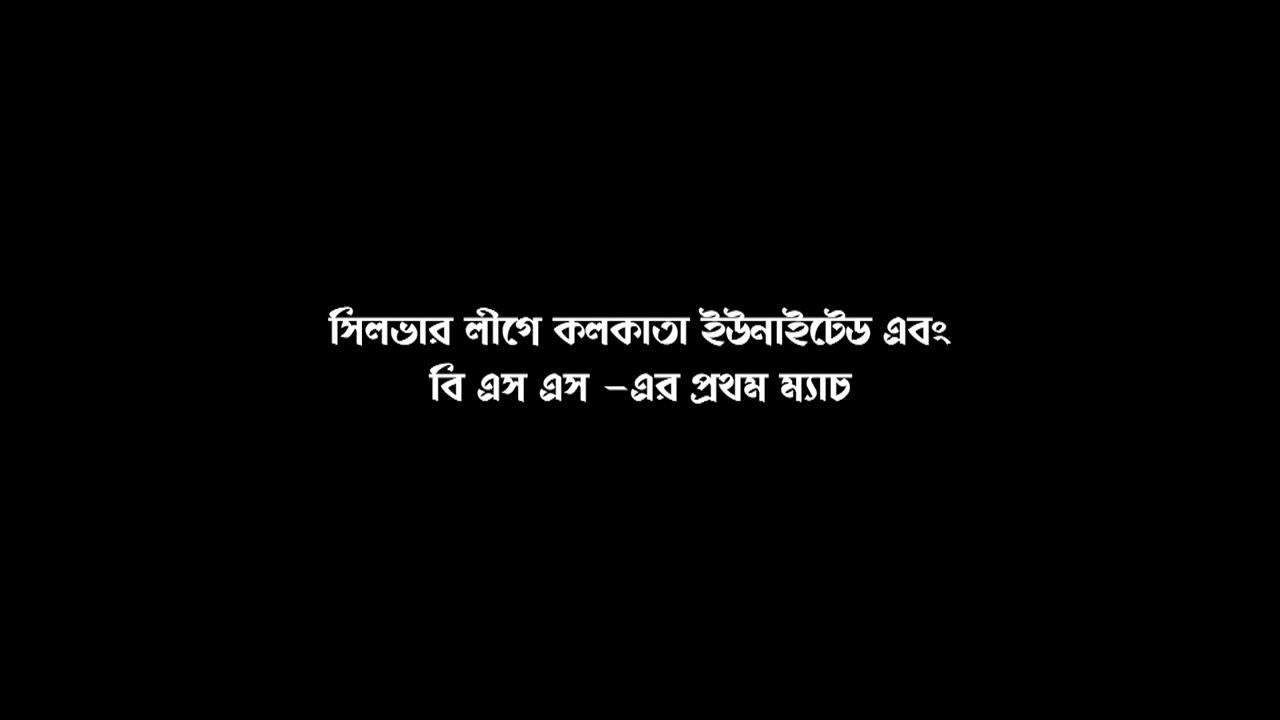 সিলভার লীগে কলকাতা ইউনাইটেড এবং
বি এস এস –এর প্রথম ম্যাচ